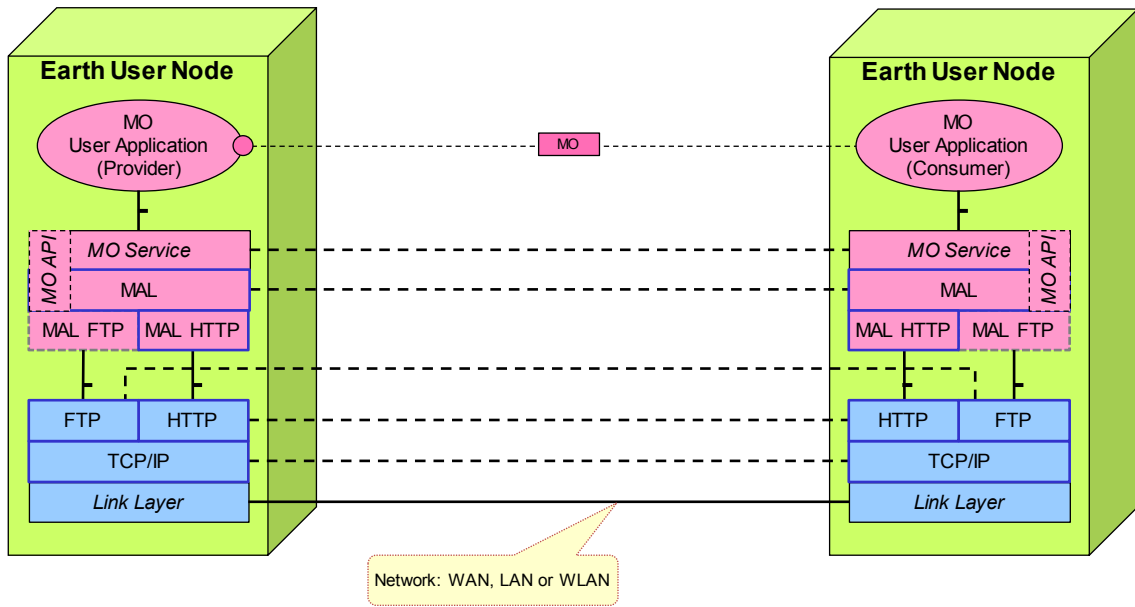 Earth User Node
MO
User Application
(Provider)
MO API
MO Service
MAL
MAL FTP
MAL HTTP
FTP
HTTP
TCP/IP
Link Layer
MO
Earth User Node
MO
User Application
(Consumer)
MO Service
MO API
MAL
MAL HTTP
MAL FTP
HTTP
FTP
TCP/IP
Link Layer
Network: WAN, LAN or WLAN